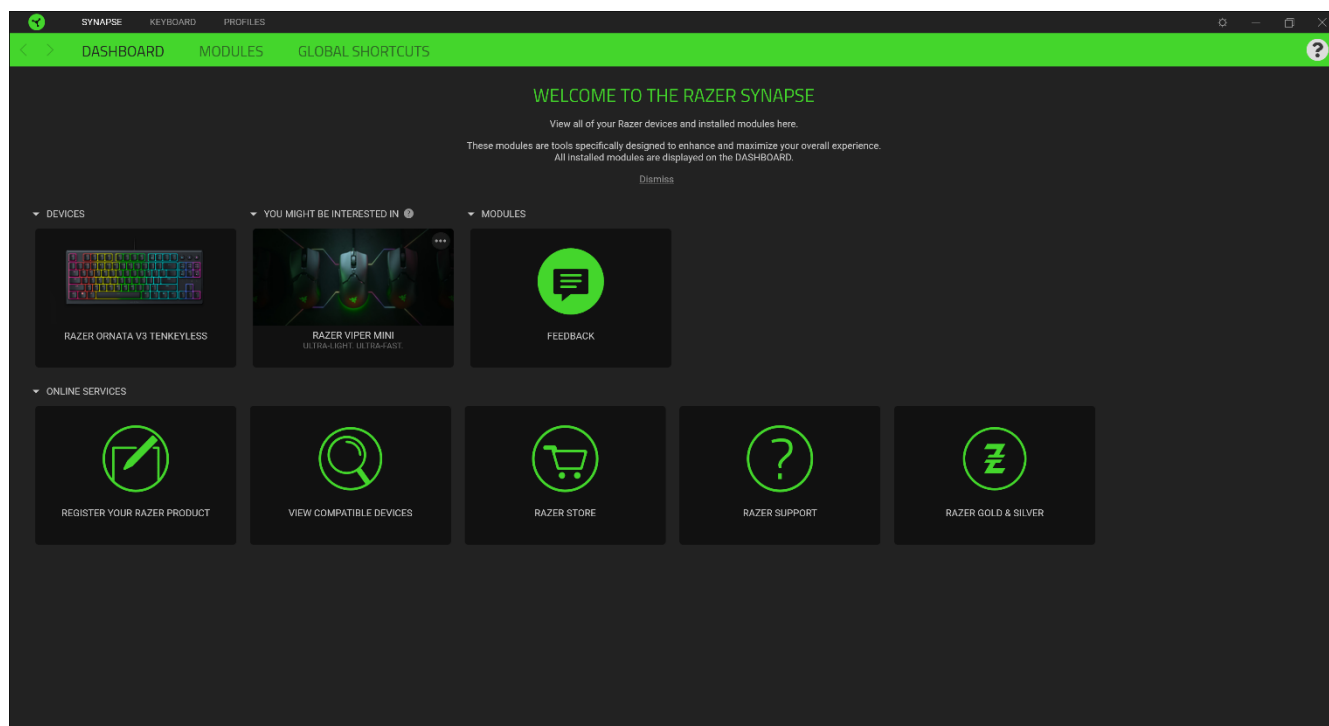 SYNAPSE KEYBOARD PROFILES
DASHBOARD MODULES GLOBAL SHORTCUTS
?
WELCOME TO THE RAZER SYNAPSE
View all of your Razer devices and installed modules here.
These modules are tools specifically designed to enhance and maximize your overall experience.
All installed modules are displayed on the DASHBOARD.
Dismiss
DEVICES
YOU MIGHT BE INTERESTED IN ?
MODULES
RAZER ORNATA V3 TENKEYLESS
RAZER VIPER MINI
ULTRA-LIGHT. ULTRA-FAST.
FEEDBACK
ONLINE SERVICES
REGISTER YOUR RAZER PRODUCT
VIEW COMPATIBLE DEVICES
RAZER STORE
RAZER SUPPORT
RAZER GOLD & SILVER